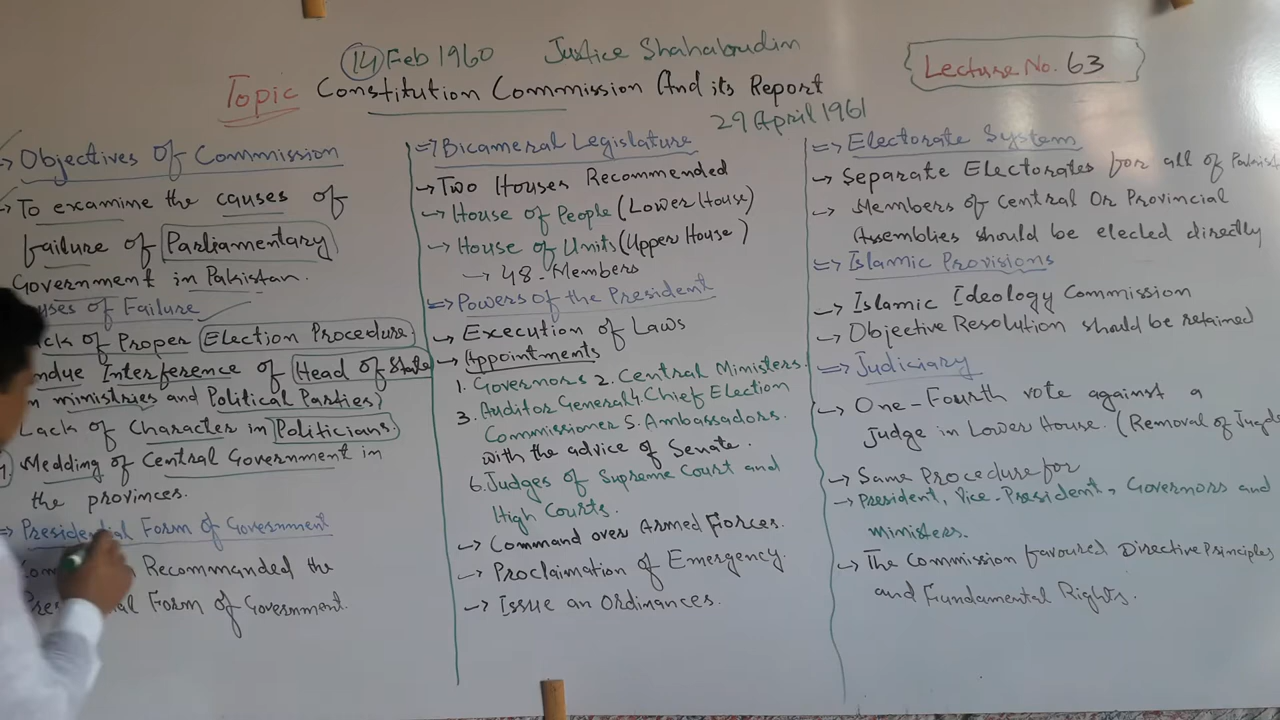 14 Feb 1960 Justice Shahabudin
Lecture No. 63
Topic Constitution Commission And its Report
29 April 1961
→ Objectives Of Commission
→ To examine the causes of
failure of Parliamentary
Government in Pakistan.
of Failure
of Proper Election Procedure.
Interference of Head of State
ministries and Political Parties
Lack of Character in Politicians.
Medding of Central Government in
the provinces.
⇒ Presidential Form of Government
Recommanded the
Form of Government.
⇒ Bicameral Legislature
→ Two Houses Recommended
→ House of People (Lower House)
→ House of Units (Upper House)
→ 48-Members
⇒ Powers of the President
→ Execution of Laws
→ Appointments
1. Governors 2. Central Ministers.
3. Auditor General 4. Chief Election
Commissioner 5. Ambassadors.
with the advice of Senate.
6. Judges of Supreme Court and
High Courts.
→ Command over Armed Forces.
→ Proclaimation of Emergency.
→ Issue an Ordinances.
⇒ Electorate System
→ Separate Electorates for all of
→ Members of Central Or Provincial
Assemblies should be elected directly
⇒ Islamic Provisions
→ Islamic Ideology Commission
→ Objective Resolution should be retained
⇒ Judiciary
→ One-Fourth vote against a
Judge in Lower House. (Removal of
→ Same Procedure for
→ President, Vice-President, Governors and
ministers.
→ The Commission favoured Directive Principles
and Fundamental Rights.